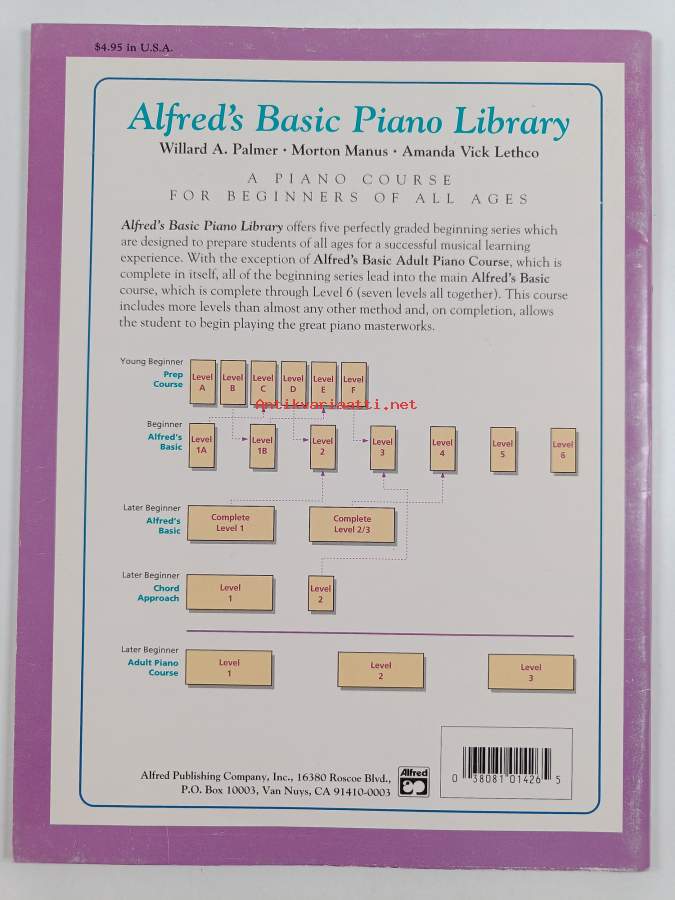 $4.95 in U.S.A.
Alfred's Basic Piano Library
Willard A. Palmer • Morton Manus • Amanda Vick Lethco
A PIANO COURSE
FOR BEGINNERS OF ALL AGES
Alfred's Basic Piano Library offers five perfectly graded beginning series which
are designed to prepare students of all ages for a successful musical learning
experience. With the exception of Alfred's Basic Adult Piano Course, which is
complete in itself, all of the beginning series lead into the main Alfred's Basic
course, which is complete through Level 6 (seven levels all together). This course
includes more levels than almost any other method and, on completion, allows
the student to begin playing the great piano masterworks.
Young Beginner
Prep
Course
Level
A
Level
B
Level
C
Level
D
Level
E
Level
F
Antikvariaatti.net
Beginner
Alfred's
Basic
Level
1A
Level
1B
Level
2
Level
3
Level
4
Level
5
Level
6
Later Beginner
Alfred's
Basic
Complete
Level 1
Complete
Level 2/3
Later Beginner
Chord
Approach
Level
1
Level
2
Later Beginner
Adult Piano
Course
Level
1
Level
2
Level
3
Alfred Publishing Company, Inc., 16380 Roscoe Blvd.,
P.O. Box 10003, Van Nuys, CA 91410-0003
Alfred
0 38081 01426 5